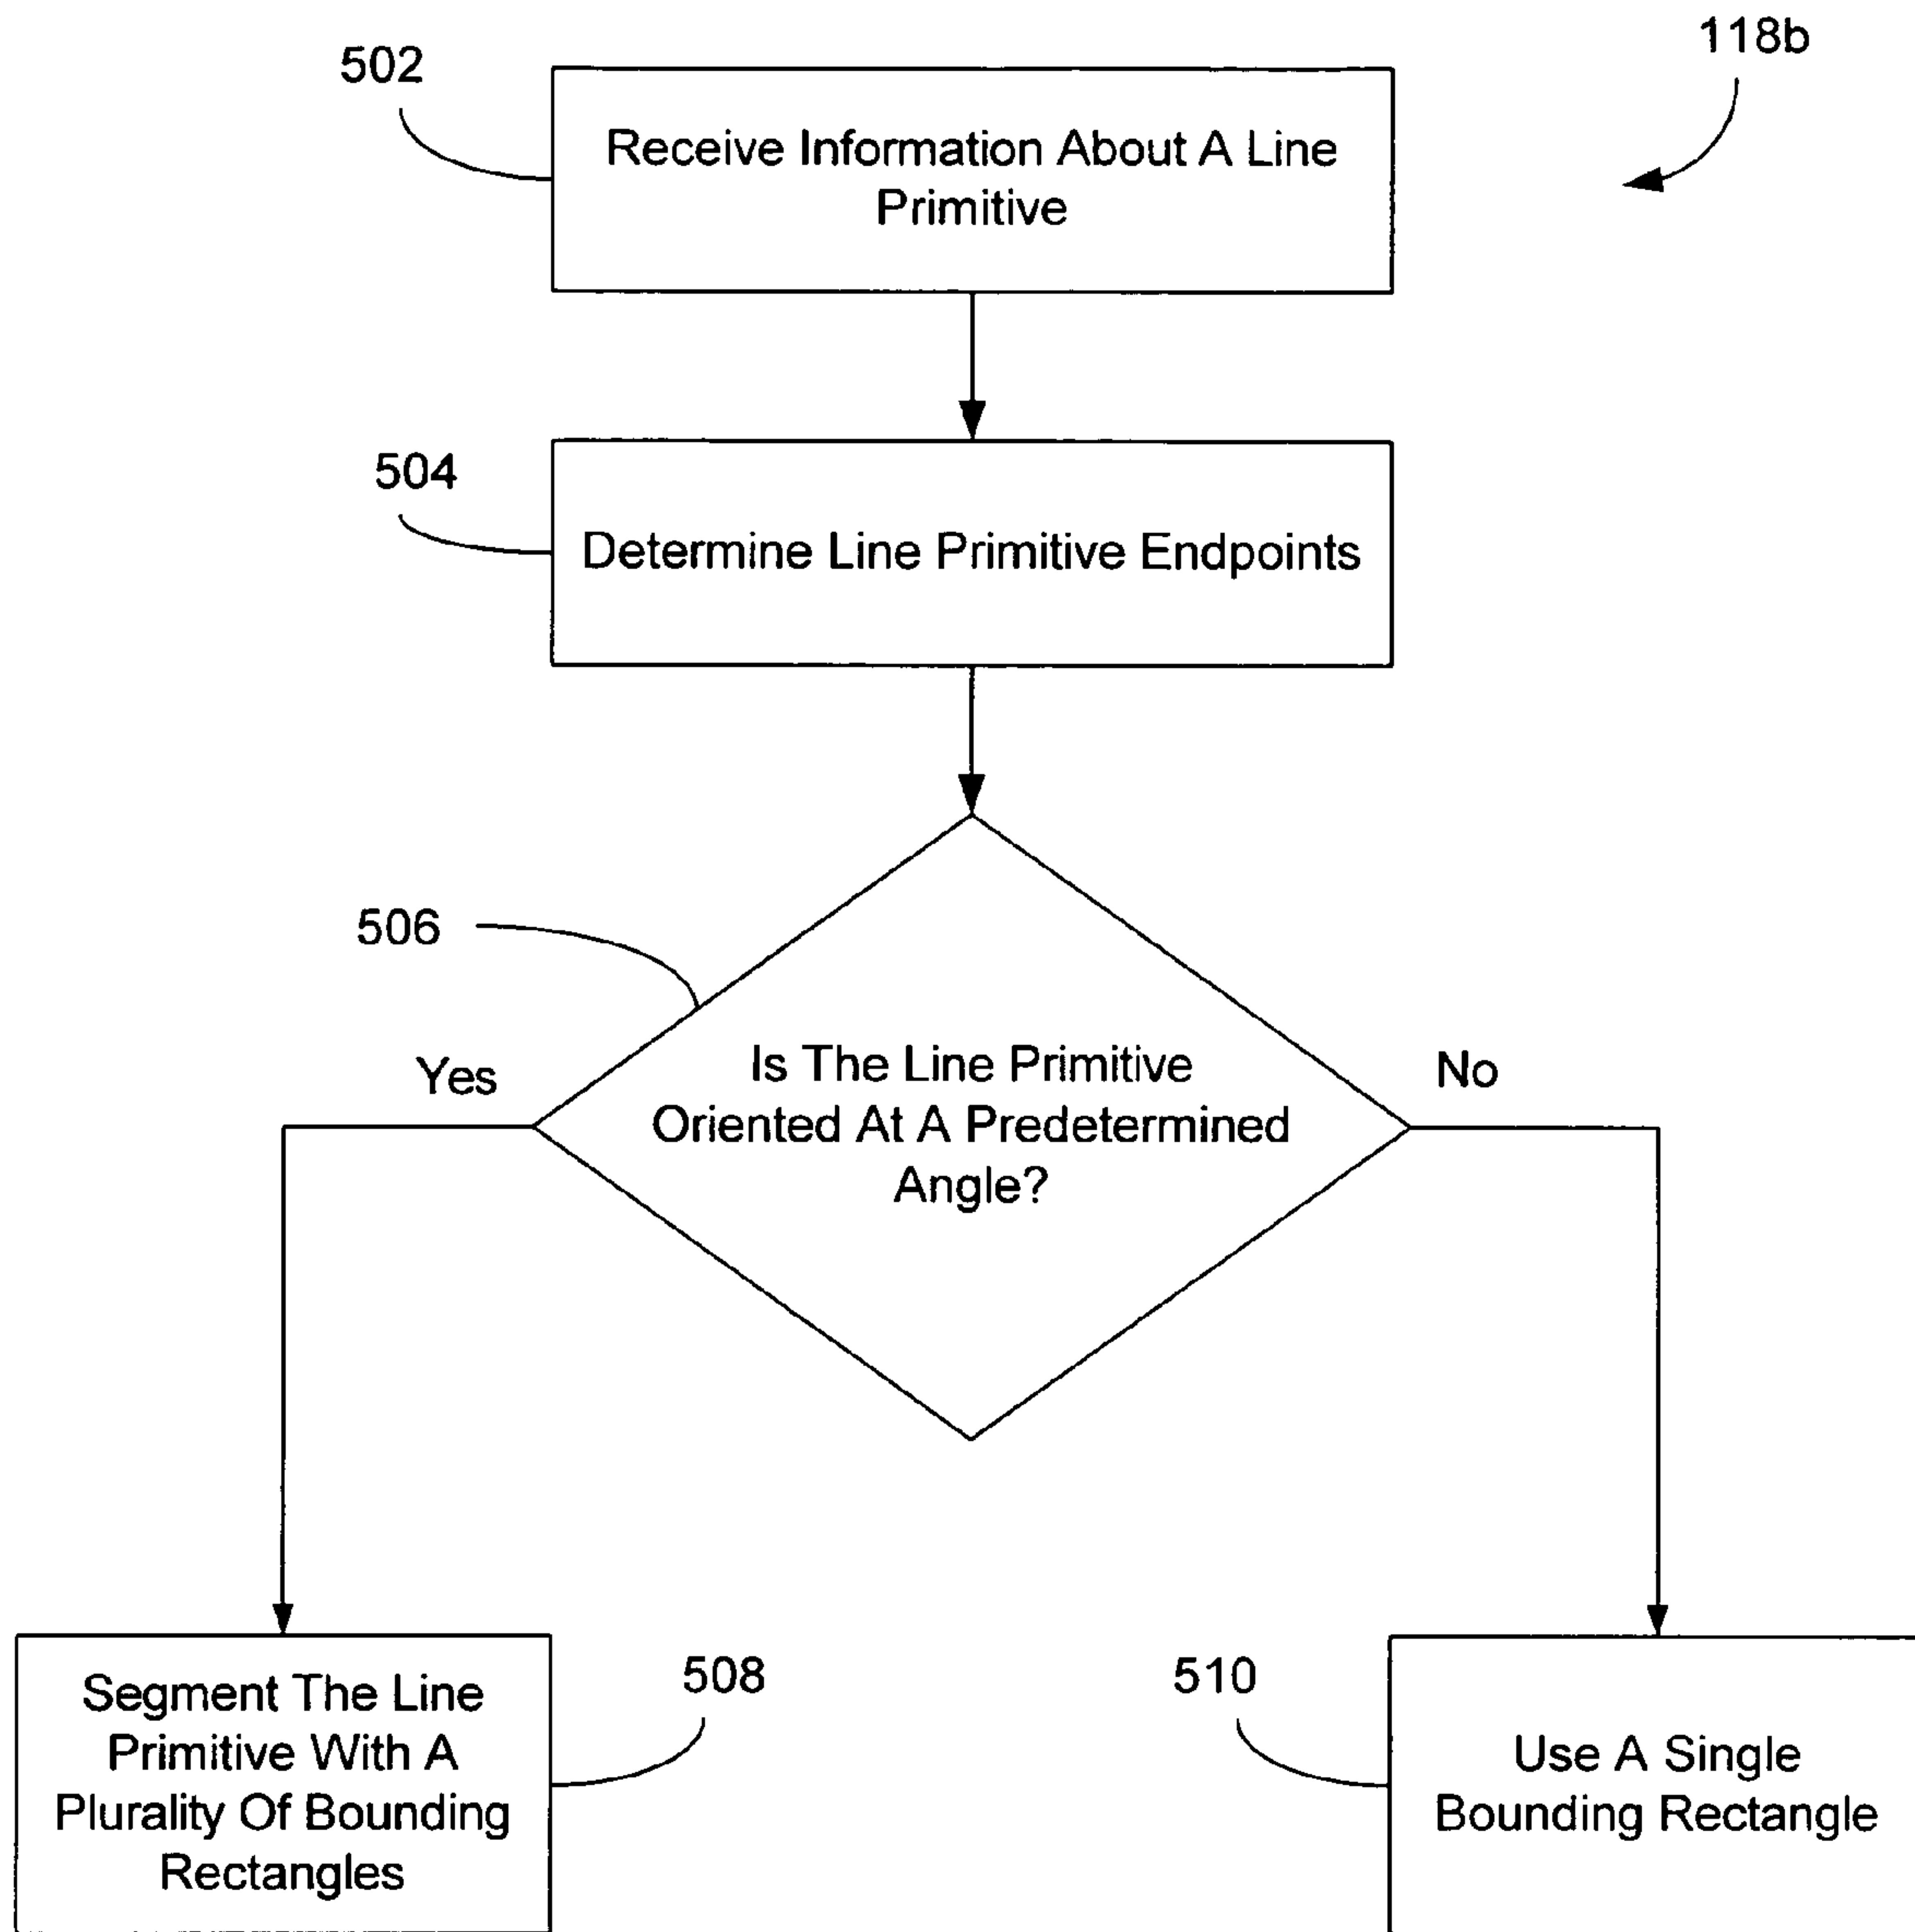 118b
502
Receive Information About A Line
Primitive
504
Determine Line Primitive Endpoints
506
Is The Line Primitive
Oriented At A Predetermined
Angle?
Yes
No
Segment The Line
Primitive With A
Plurality Of Bounding
Rectangles
508
510
Use A Single
Bounding Rectangle